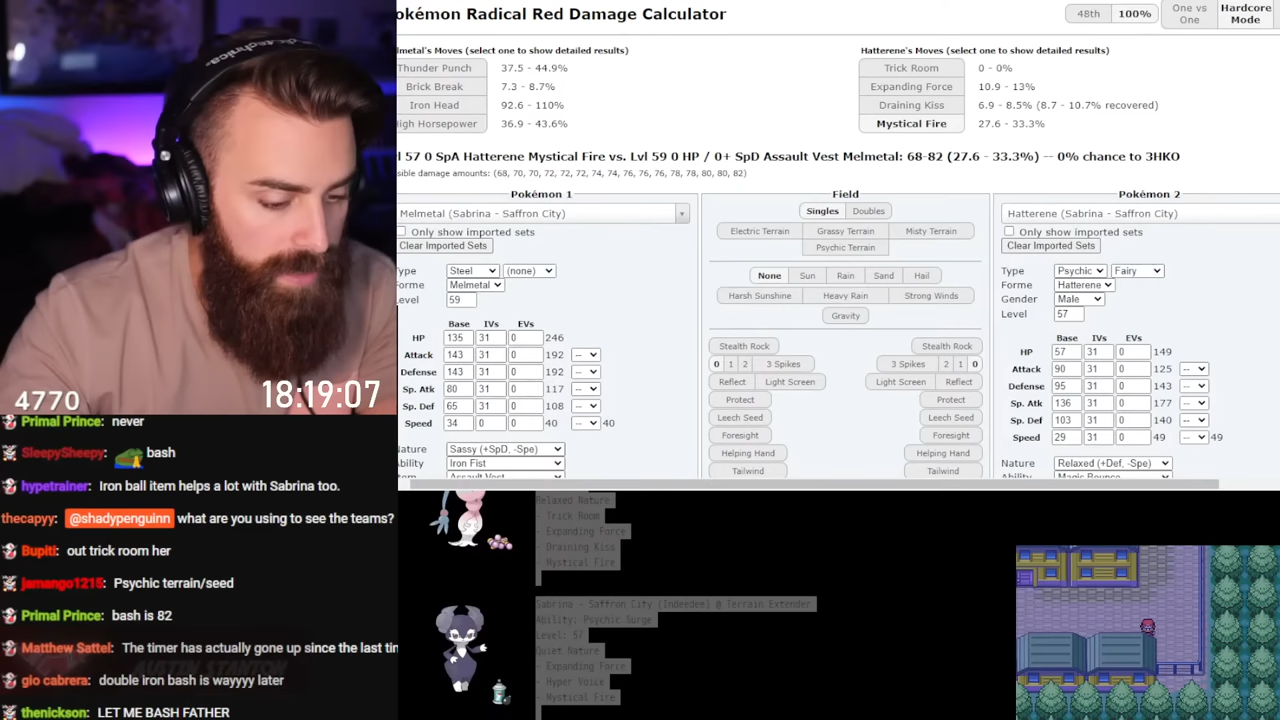 okémon Radical Red Damage Calculator
48th 100% One vs One Hardcore Mode
lmetal's Moves (select one to show detailed results)
Thunder Punch 37.5 - 44.9%
Brick Break 7.3 - 8.7%
Iron Head 92.6 - 110%
High Horsepower 36.9 - 43.6%
Hatterene's Moves (select one to show detailed results)
Trick Room 0 - 0%
Expanding Force 10.9 - 13%
Draining Kiss 6.9 - 8.5% (8.7 - 10.7% recovered)
Mystical Fire 27.6 - 33.3%
l 57 0 SpA Hatterene Mystical Fire vs. Lvl 59 0 HP / 0+ SpD Assault Vest Melmetal: 68-82 (27.6 - 33.3%) -- 0% chance to 3HKO
sible damage amounts: (68, 70, 70, 72, 72, 72, 74, 74, 76, 76, 76, 78, 78, 80, 80, 82)
Pokémon 1
Melmetal (Sabrina - Saffron City)
Only show imported sets
Clear Imported Sets
Type Steel (none)
Forme Melmetal
Level 59
Base IVs EVs
HP 135 31 0 246
Attack 143 31 0 192 --
Defense 143 31 0 192 --
Sp. Atk 80 31 0 117 --
Sp. Def 65 31 0 108 --
Speed 34 0 0 40 -- 40
Nature Sassy (+SpD, -Spe)
Ability Iron Fist
Assault Vest
Field
Singles Doubles
Electric Terrain Grassy Terrain Misty Terrain
Psychic Terrain
None Sun Rain Sand Hail
Harsh Sunshine Heavy Rain Strong Winds
Gravity
Stealth Rock Stealth Rock
0 1 2 3 Spikes 3 Spikes 2 1 0
Reflect Light Screen Light Screen Reflect
Protect Protect
Leech Seed Leech Seed
Foresight Foresight
Helping Hand Helping Hand
Tailwind Tailwind
Pokémon 2
Hatterene (Sabrina - Saffron City)
Only show imported sets
Clear Imported Sets
Type Psychic Fairy
Forme Hatterene
Gender Male
Level 57
Base IVs EVs
HP 57 31 0 149
Attack 90 31 0 125 --
Defense 95 31 0 143 --
Sp. Atk 136 31 0 177 --
Sp. Def 103 31 0 140 --
Speed 29 31 0 49 -- 49
Nature Relaxed (+Def, -Spe)
Ability Magic Bounce
technical
4770
18:19:07
Primal Prince: never
SleepySheepy: bash
hypetrainer: Iron ball item helps a lot with Sabrina too.
thecapyy: @shadypenguinn what are you using to see the teams?
Bupiti: out trick room her
jamango1215: Psychic terrain/seed
Primal Prince: bash is 82
Matthew Sattel: The timer has actually gone up since the last tin
gio cabrera: double iron bash is wayyyy later
thenickson: LET ME BASH FATHER
Relaxed Nature
- Trick Room
- Expanding Force
- Draining Kiss
- Mystical Fire
Sabrina - Saffron City (Indeedee) @ Terrain Extender
Ability: Psychic Surge
Level: 57
Quiet Nature
- Expanding Force
- Hyper Voice
- Mystical Fire